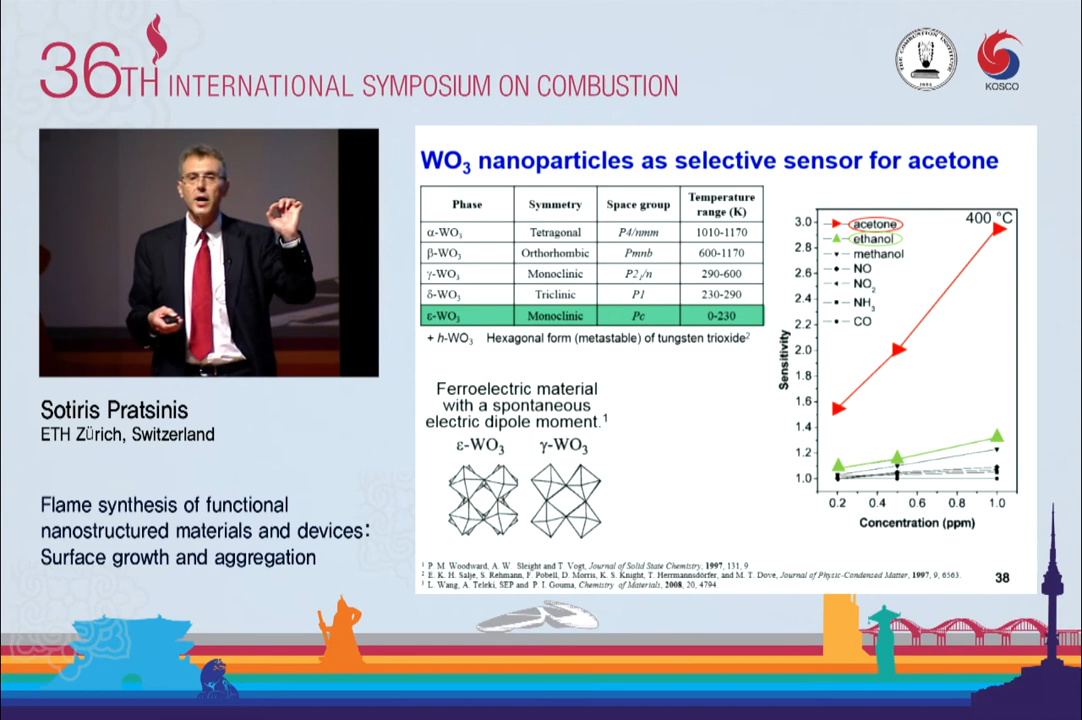 36TH INTERNATIONAL SYMPOSIUM ON COMBUSTION
THE COMBUSTION INSTITUTE
KOSCO
Sotiris Pratsinis
ETH Zürich, Switzerland
Flame synthesis of functional
nanostructured materials and devices:
Surface growth and aggregation
WO3 nanoparticles as selective sensor for acetone
Phase Symmetry Space group Temperature range (K)
α-WO3 Tetragonal P4/nmm 1010-1170
β-WO3 Orthorhombic Pmnb 600-1170
γ-WO3 Monoclinic P21/n 290-600
δ-WO3 Triclinic P1 230-290
ε-WO3 Monoclinic Pc 0-230
+ h-WO3 Hexagonal form (metastable) of tungsten trioxide2
Ferroelectric material
with a spontaneous
electric dipole moment.1
ε-WO3 γ-WO3
400 °C
acetone
ethanol
methanol
NO
NO2
NH3
CO
Sensitivity
3.0
2.8
2.6
2.4
2.2
2.0
1.8
1.6
1.4
1.2
1.0
0.2 0.4 0.6 0.8 1.0
Concentration (ppm)
1 P. M. Woodward, A. W. Sleight and T. Vogt, Journal of Solid State Chemistry, 1997, 131, 9.
2 E. K. H. Salje, S. Rehmann, F. Pobell, D. Morris, K. S. Knight, T. Herrmannsdörfer, and M. T. Dove, Journal of Physic-Condensed Matter, 1997, 9, 6563.
L. Wang, A. Teleki, SEP and P. I. Gouma, Chemistry of Materials, 2008, 20, 4794
38